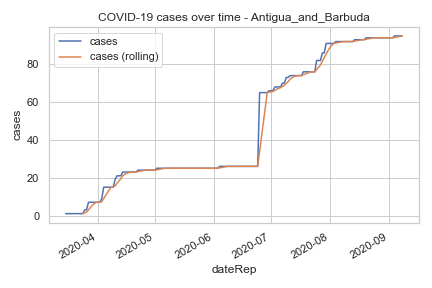 COVID-19 cases over time - Antigua_and_Barbuda
cases
cases (rolling)
cases
80
60
40
20
0
2020-04
2020-05
2020-06
2020-07
2020-08
2020-09
dateRep